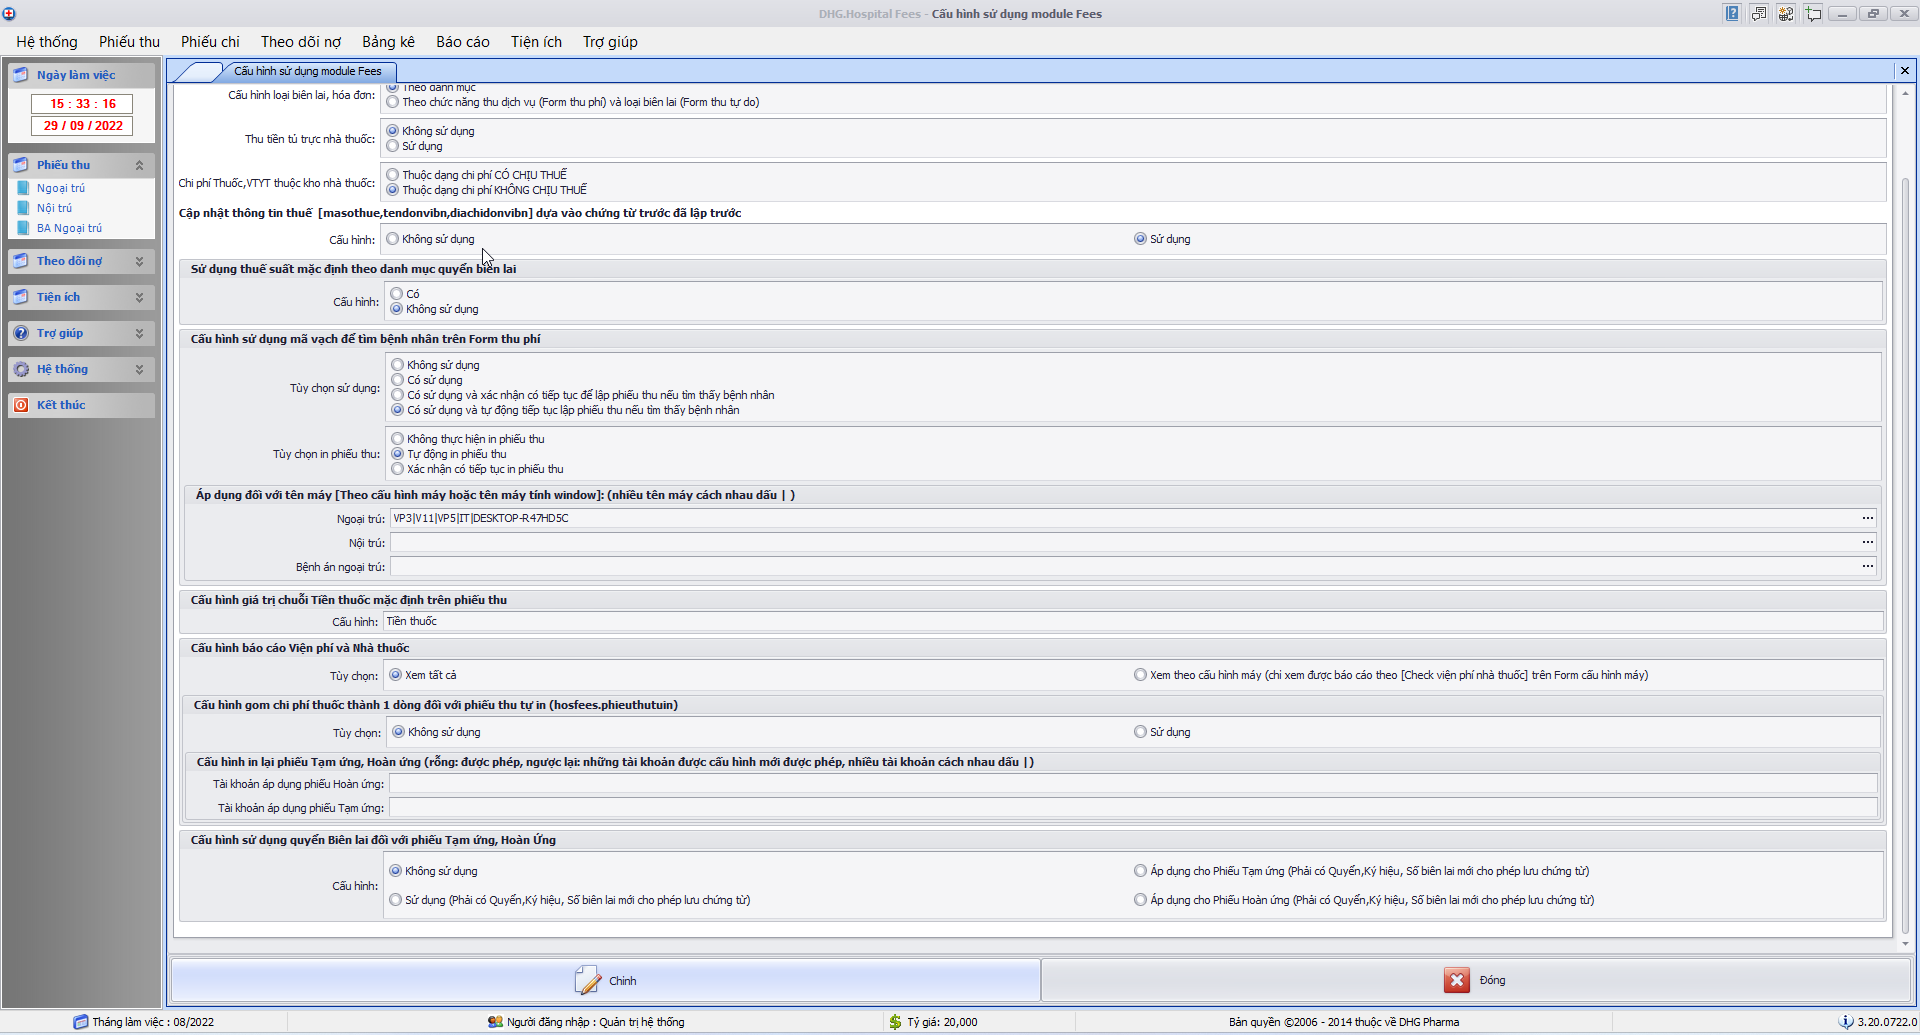 DHG.Hospital Fees - Cấu hình sử dụng module Fees
Hệ thống Phiếu thu Phiếu chi Theo dõi nợ Bảng kê Báo cáo Tiện ích Trợ giúp
Ngày làm việc
15 : 33 : 16
29 / 09 / 2022
Phiếu thu
Ngoại trú
Nội trú
BA Ngoại trú
Theo dõi nợ
Tiện ích
Trợ giúp
Hệ thống
Kết thúc
Cấu hình sử dụng module Fees
Cấu hình loại biên lai, hóa đơn:
Theo danh mục
Theo chức năng thu dịch vụ (Form thu phí) và loại biên lai (Form thu tự do)
Thu tiền tủ trực nhà thuốc:
Không sử dụng
Sử dụng
Chi phí Thuốc,VTYT thuộc kho nhà thuốc:
Thuộc dạng chi phí CÓ CHỊU THUẾ
Thuộc dạng chi phí KHÔNG CHỊU THUẾ
Cập nhật thông tin thuế [masothue,tendonvibn,diachidonvibn] dựa vào chứng từ trước đã lập trước
Cấu hình:
Không sử dụng
Sử dụng
Sử dụng thuế suất mặc định theo danh mục quyển biên lai
Cấu hình:
Có
Không sử dụng
Cấu hình sử dụng mã vạch để tìm bệnh nhân trên Form thu phí
Tùy chọn sử dụng:
Không sử dụng
Có sử dụng
Có sử dụng và xác nhận có tiếp tục để lập phiếu thu nếu tìm thấy bệnh nhân
Có sử dụng và tự động tiếp tục lập phiếu thu nếu tìm thấy bệnh nhân
Tùy chọn in phiếu thu:
Không thực hiện in phiếu thu
Tự động in phiếu thu
Xác nhận có tiếp tục in phiếu thu
Áp dụng đối với tên máy [Theo cấu hình máy hoặc tên máy tính window]: (nhiều tên máy cách nhau dấu | )
Ngoại trú: VP3|V11|VP5|IT|DESKTOP-R47HD5C
Nội trú:
Bệnh án ngoại trú:
Cấu hình giá trị chuỗi Tiền thuốc mặc định trên phiếu thu
Cấu hình: Tiền thuốc
Cấu hình báo cáo Viện phí và Nhà thuốc
Tùy chọn:
Xem tất cả
Xem theo cấu hình máy (chỉ xem được báo cáo theo [Check viện phí nhà thuốc] trên Form cấu hình máy)
Cấu hình gom chi phí thuốc thành 1 dòng đối với phiếu thu tự in (hosfees.phieuthutuin)
Tùy chọn:
Không sử dụng
Sử dụng
Cấu hình in lại phiếu Tạm ứng, Hoàn ứng (rỗng: được phép, ngược lại: những tài khoản được cấu hình mới được phép, nhiều tài khoản cách nhau dấu |)
Tài khoản áp dụng phiếu Hoàn ứng:
Tài khoản áp dụng phiếu Tạm ứng:
Cấu hình sử dụng quyển Biên lai đối với phiếu Tạm ứng, Hoàn Ứng
Cấu hình:
Không sử dụng
Áp dụng cho Phiếu Tạm ứng (Phải có Quyển,Ký hiệu, Số biên lai mới cho phép lưu chứng từ)
Sử dụng (Phải có Quyển,Ký hiệu, Số biên lai mới cho phép lưu chứng từ)
Áp dụng cho Phiếu Hoàn ứng (Phải có Quyển,Ký hiệu, Số biên lai mới cho phép lưu chứng từ)
Chỉnh
Đóng
Tháng làm việc : 08/2022
Người đăng nhập : Quản trị hệ thống
Tỷ giá: 20,000
Bản quyền ©2006 - 2014 thuộc về DHG Pharma
3.20.0722.0